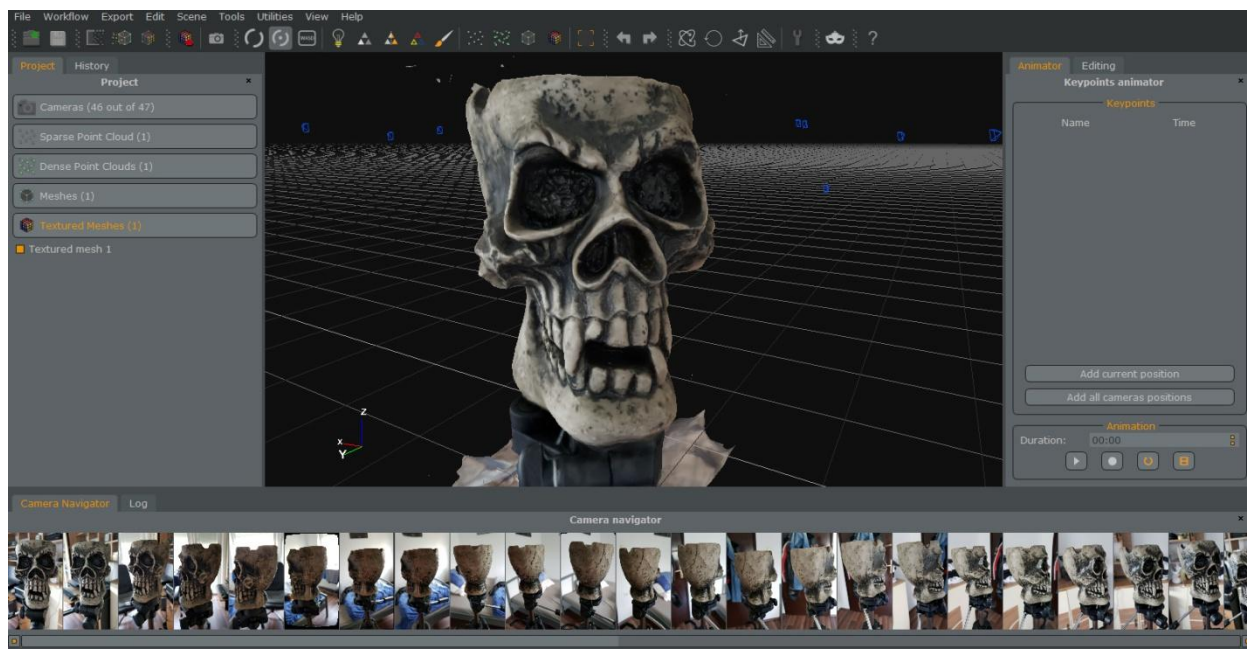 File Workflow Export Edit Scene Tools Utilities View Help
Project History
Project
Cameras (46 out of 47)
Sparse Point Cloud (1)
Dense Point Clouds (1)
Meshes (1)
Textured Meshes (1)
Textured mesh 1
z
x
Y
Animator Editing
Keypoints animator
Keypoints
Name Time
Add current position
Add all cameras positions
Animation
Duration: 00:00
Camera Navigator Log
Camera navigator